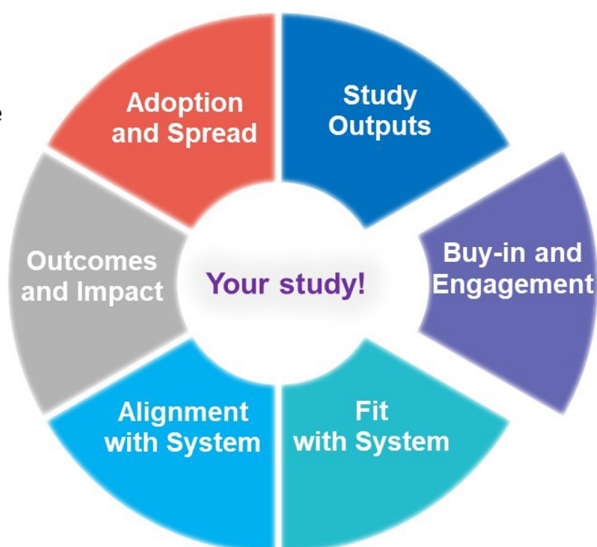 Adoption
and Spread
Study
Outputs
Buy-in and
Engagement
Fit
with System
Alignment
with System
Outcomes
and Impact
Your study!